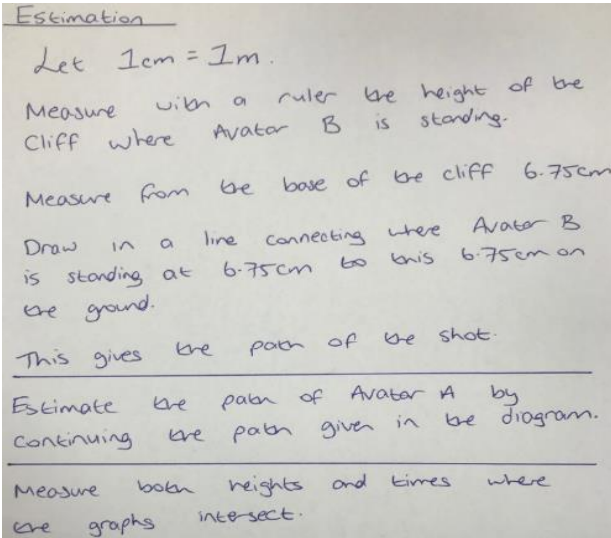 Estimation
Let 1cm = 1m.
Measure with a ruler the height of the
Cliff where Avatar B is standing.
Measure from the base of the cliff 6.75cm
Draw in a line connecting where Avatar B
is standing at 6.75cm to this 6.75cm on
the ground.
This gives the path of the shot.
Estimate the path of Avatar A by
continuing the path given in the diagram.
Measure both heights and times where
the graphs intersect.